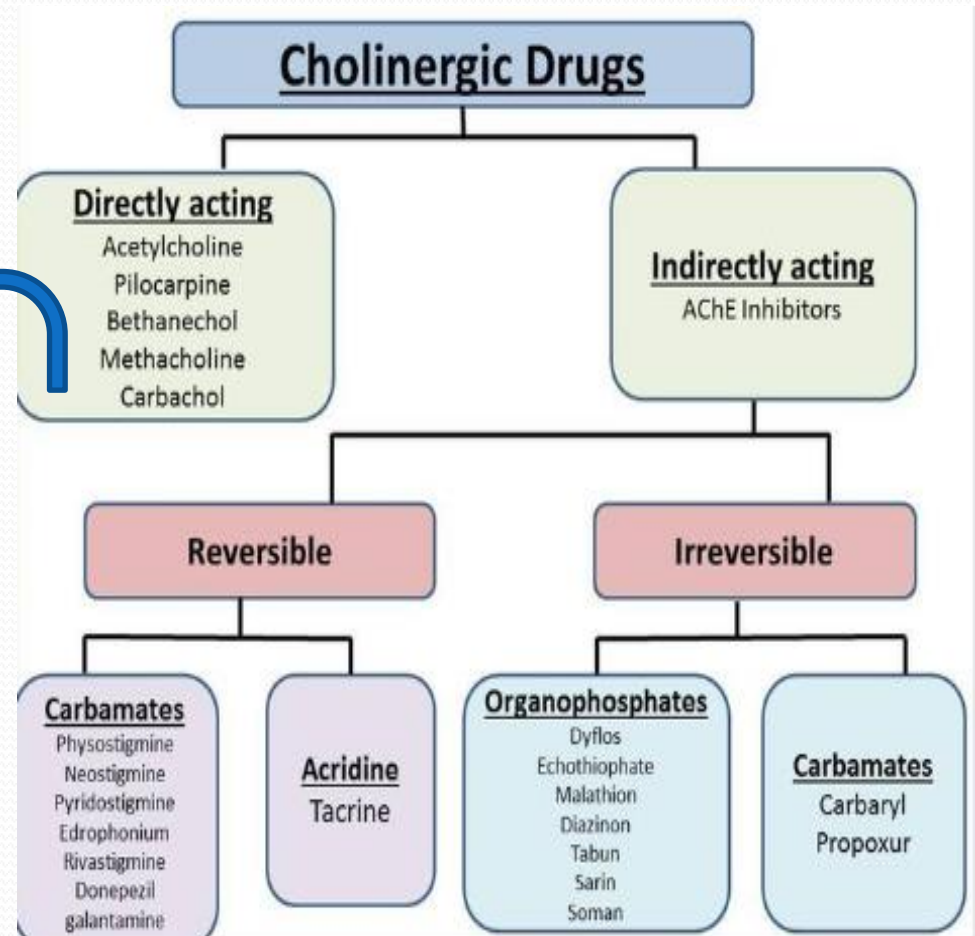 Cholinergic Drugs
Directly acting
Acetylcholine
Pilocarpine
Bethanechol
Methacholine
Carbachol
Indirectly acting
AChE Inhibitors
Reversible
Irreversible
Carbamates
Physostigmine
Neostigmine
Pyridostigmine
Edrophonium
Rivastigmine
Donepezil
galantamine
Acridine
Tacrine
Organophosphates
Dyflos
Echothiophate
Malathion
Diazinon
Tabun
Sarin
Soman
Carbamates
Carbaryl
Propoxur